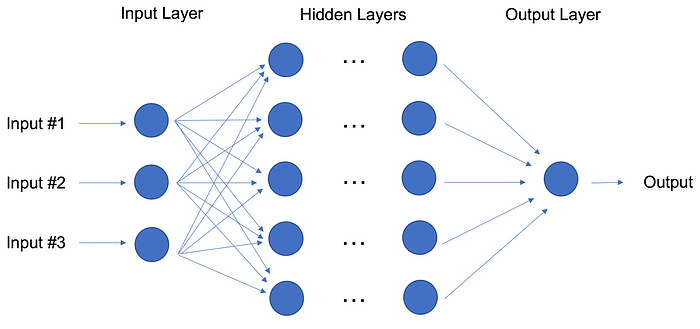 Input Layer
Hidden Layers
Output Layer
...
Input #1
...
Input #2
...
Output
Input #3
...
...